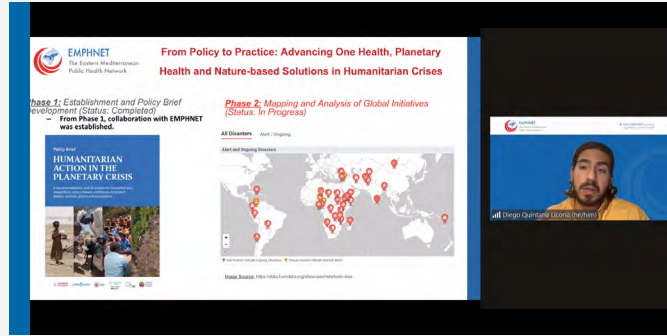 EMPHNET
The Eastern Mediterranean
Public Health Network
From Policy to Practice: Advancing One Health, Planetary
Health and Nature-based Solutions in Humanitarian Crises
hase 1: Establishment and Policy Brief
evelopment (Status: Completed)
– From Phase 1, collaboration with EMPHNET
was established.
Policy Brief
HUMANITARIAN
ACTION IN THE
PLANETARY CRISIS
Phase 2: Mapping and Analysis of Global Initiatives
(Status: In Progress)
All Disasters Alert / Ongoing
Alert and Ongoing Disasters
Image Source:
EMPHNET
Diego Quintana Licona (he/him)